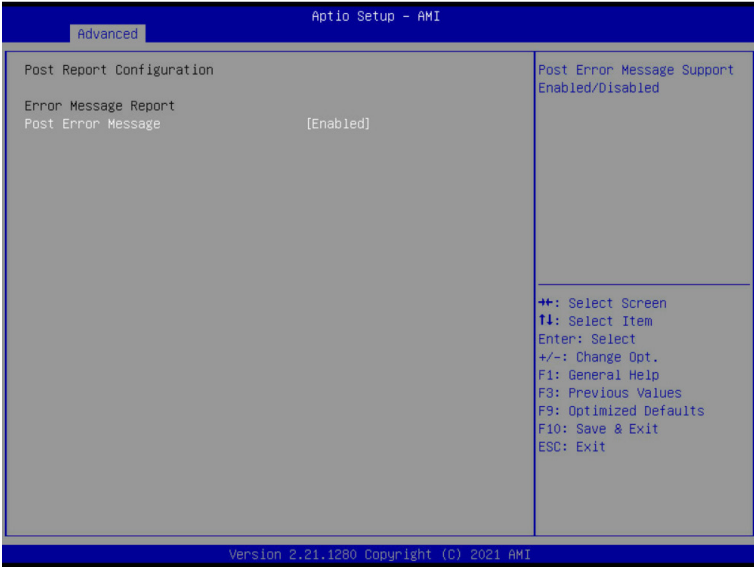 Aptio Setup – AMI
Advanced
Post Report Configuration
Error Message Report
Post Error Message [Enabled]
Post Error Message Support
Enabled/Disabled
→←: Select Screen
↑↓: Select Item
Enter: Select
+/-: Change Opt.
F1: General Help
F3: Previous Values
F9: Optimized Defaults
F10: Save & Exit
ESC: Exit
Version 2.21.1280 Copyright (C) 2021 AMI